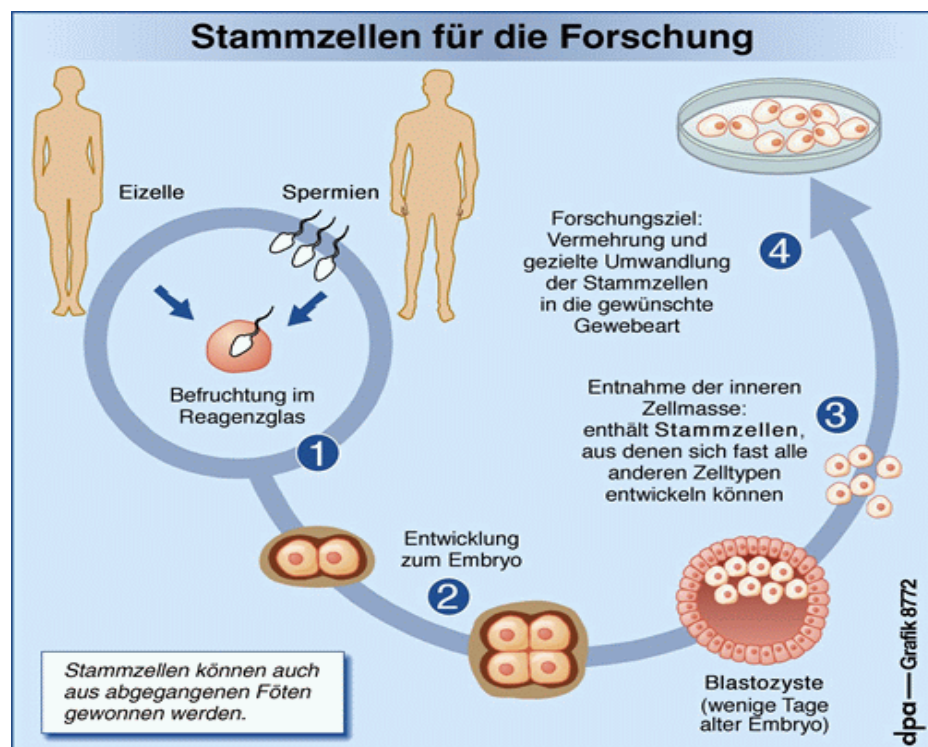 Stammzellen für die Forschung
Eizelle
Spermien
Befruchtung im
Reagenzglas
1
Entwicklung
zum Embryo
2
Blastozyste
(wenige Tage
alter Embryo)
Entnahme der inneren
Zellmasse:
enthält Stammzellen,
aus denen sich fast alle
anderen Zelltypen
entwickeln können
3
Forschungsziel:
Vermehrung und
gezielte Umwandlung
der Stammzellen
in die gewünschte
Gewebeart
4
Stammzellen können auch
aus abgegangenen Föten
gewonnen werden.
dpa—Grafik 8772